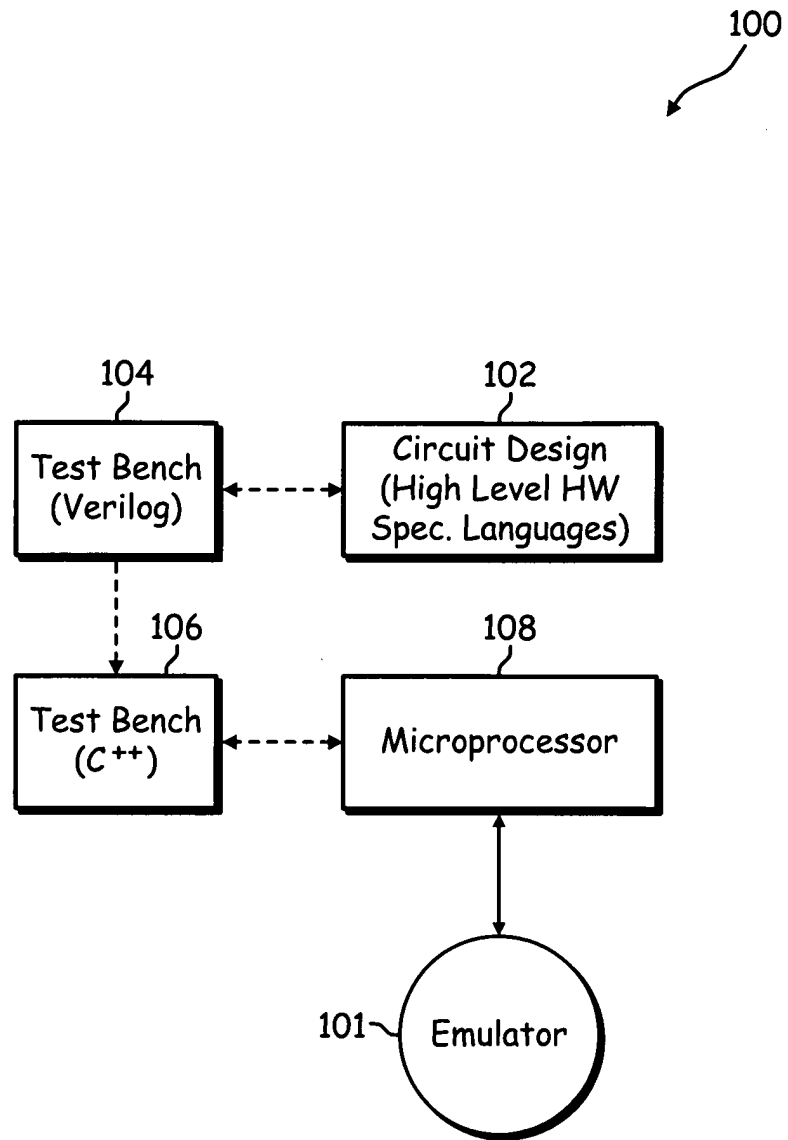 100
104
102
Test Bench
(Verilog)
Circuit Design
(High Level HW
Spec. Languages)
106
108
Test Bench
(C++)
Microprocessor
101
Emulator